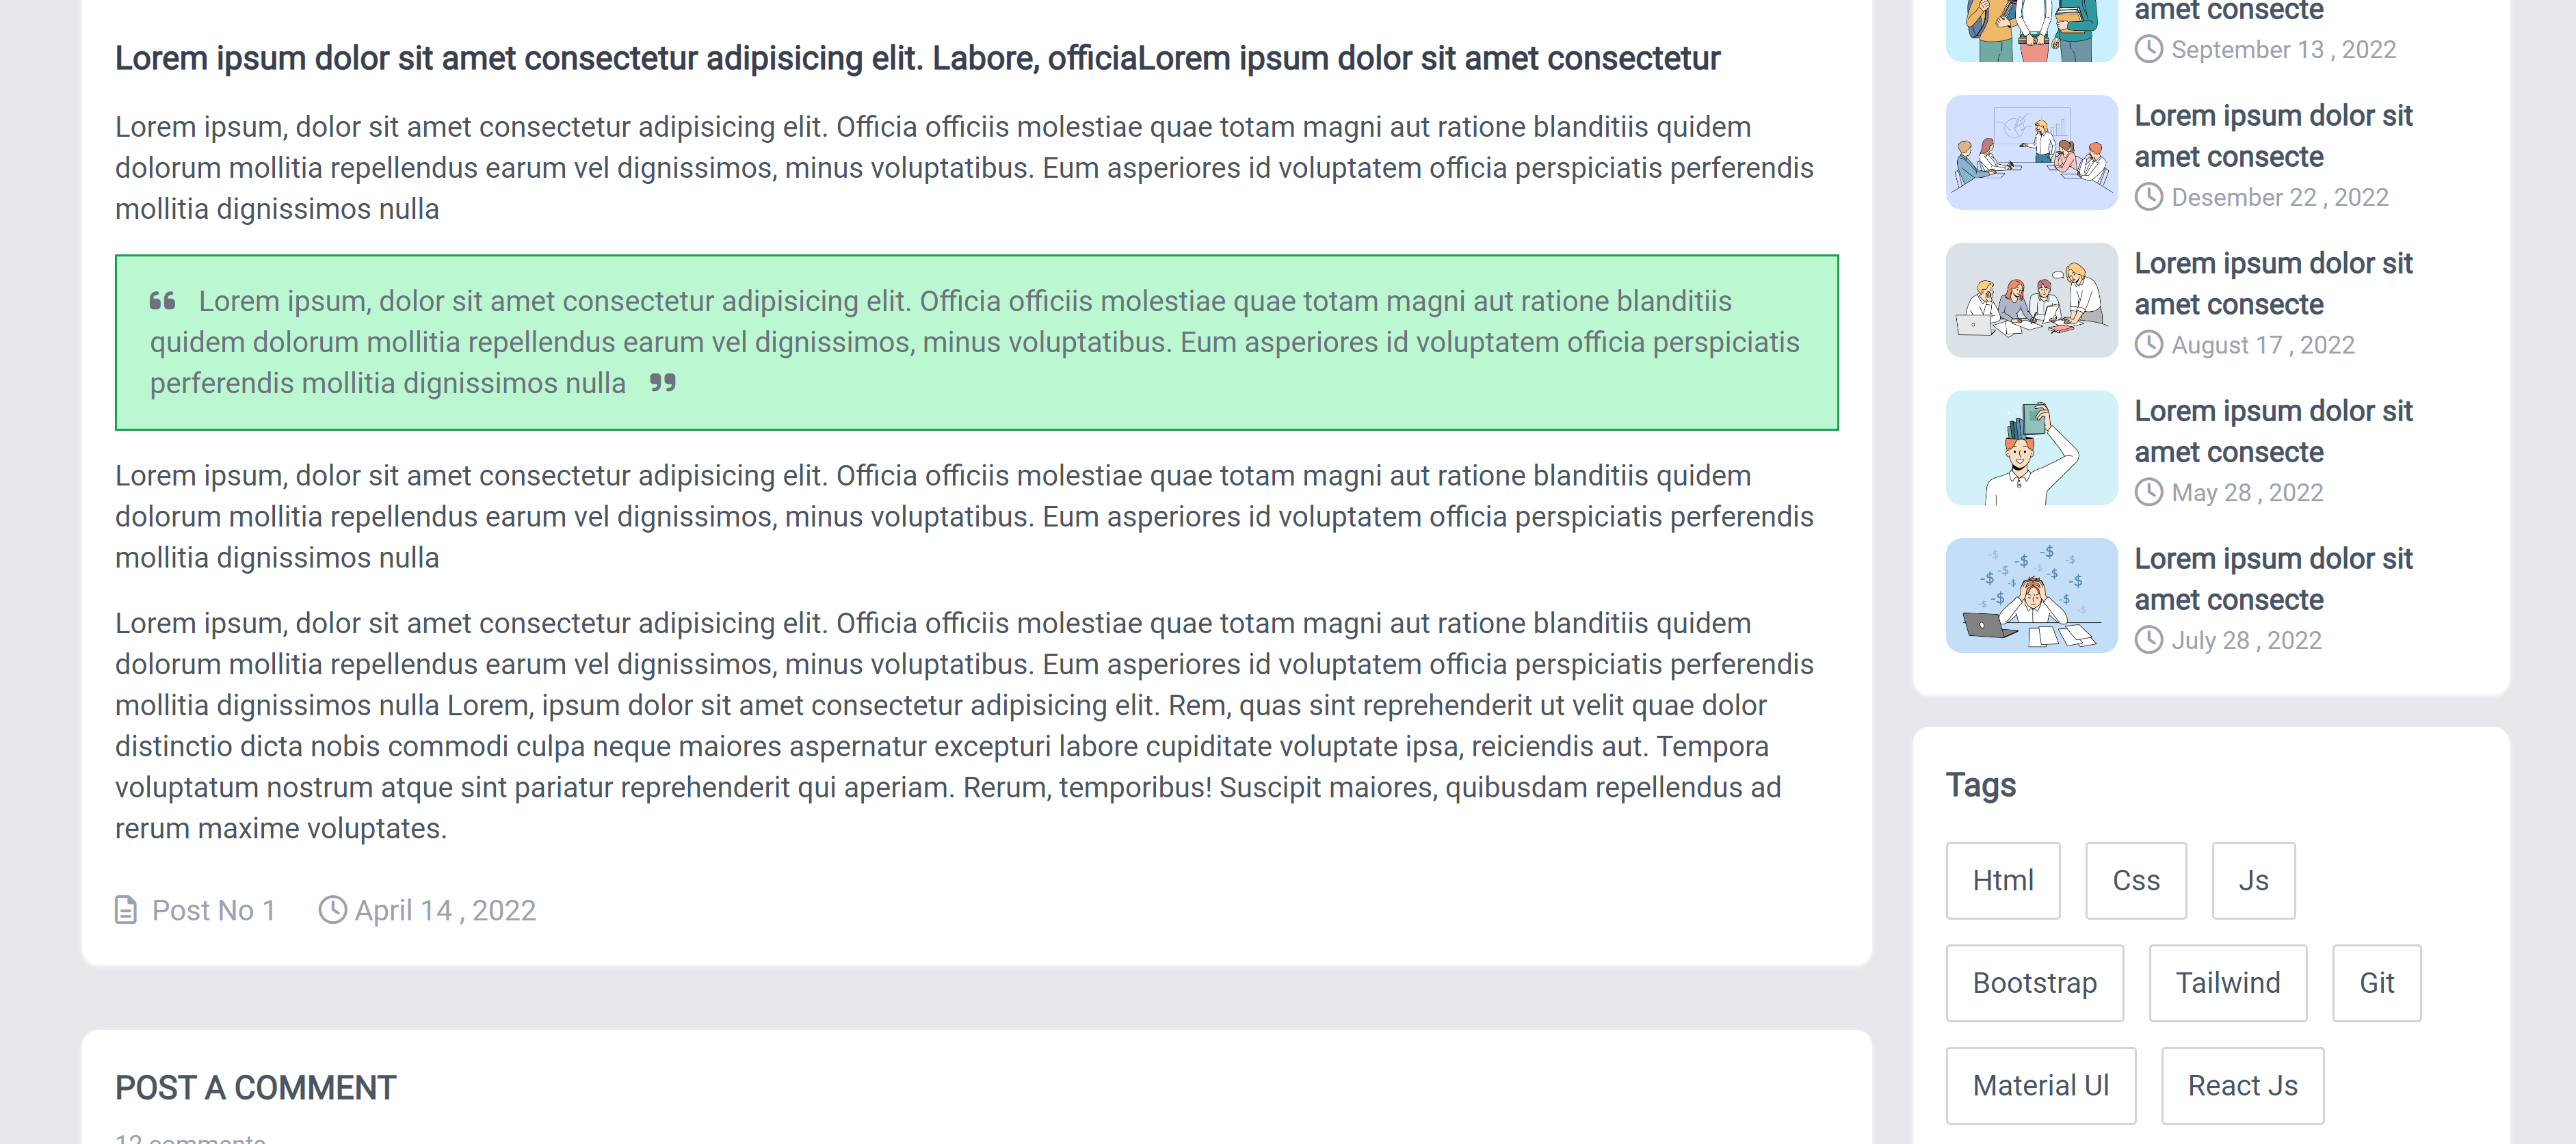 Lorem ipsum dolor sit amet consectetur adipisicing elit. Labore, officiaLorem ipsum dolor sit amet consectetur
Lorem ipsum, dolor sit amet consectetur adipisicing elit. Officia officiis molestiae quae totam magni aut ratione blanditiis quidem
dolorum mollitia repellendus earum vel dignissimos, minus voluptatibus. Eum asperiores id voluptatem officia perspiciatis perferendis
mollitia dignissimos nulla
❝ Lorem ipsum, dolor sit amet consectetur adipisicing elit. Officia officiis molestiae quae totam magni aut ratione blanditiis
quidem dolorum mollitia repellendus earum vel dignissimos, minus voluptatibus. Eum asperiores id voluptatem officia perspiciatis
perferendis mollitia dignissimos nulla ❞
Lorem ipsum, dolor sit amet consectetur adipisicing elit. Officia officiis molestiae quae totam magni aut ratione blanditiis quidem
dolorum mollitia repellendus earum vel dignissimos, minus voluptatibus. Eum asperiores id voluptatem officia perspiciatis perferendis
mollitia dignissimos nulla
Lorem ipsum, dolor sit amet consectetur adipisicing elit. Officia officiis molestiae quae totam magni aut ratione blanditiis quidem
dolorum mollitia repellendus earum vel dignissimos, minus voluptatibus. Eum asperiores id voluptatem officia perspiciatis perferendis
mollitia dignissimos nulla Lorem, ipsum dolor sit amet consectetur adipisicing elit. Rem, quas sint reprehenderit ut velit quae dolor
distinctio dicta nobis commodi culpa neque maiores aspernatur excepturi labore cupiditate voluptate ipsa, reiciendis aut. Tempora
voluptatum nostrum atque sint pariatur reprehenderit qui aperiam. Rerum, temporibus! Suscipit maiores, quibusdam repellendus ad
rerum maxime voluptates.
Post No 1 April 14 , 2022
POST A COMMENT
12 comments
amet consecte
September 13 , 2022
Lorem ipsum dolor sit
amet consecte
Desember 22 , 2022
Lorem ipsum dolor sit
amet consecte
August 17 , 2022
Lorem ipsum dolor sit
amet consecte
May 28 , 2022
Lorem ipsum dolor sit
amet consecte
July 28 , 2022
Tags
Html Css Js
Bootstrap Tailwind Git
Material Ul React Js